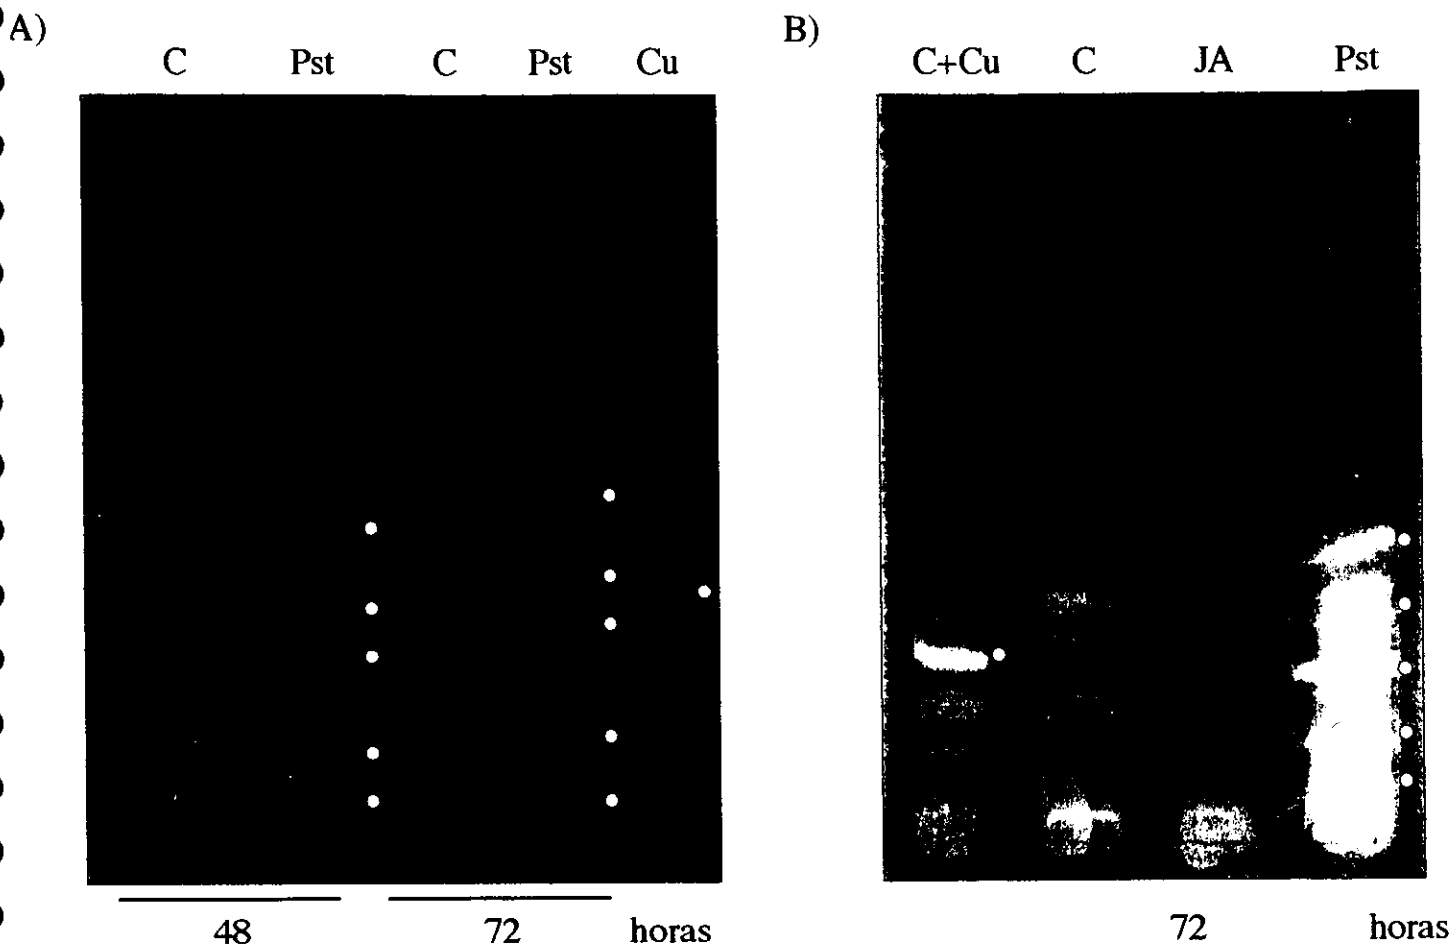 A)
C Pst C Pst Cu
48 72 horas
B)
C+Cu C JA Pst
72 horas